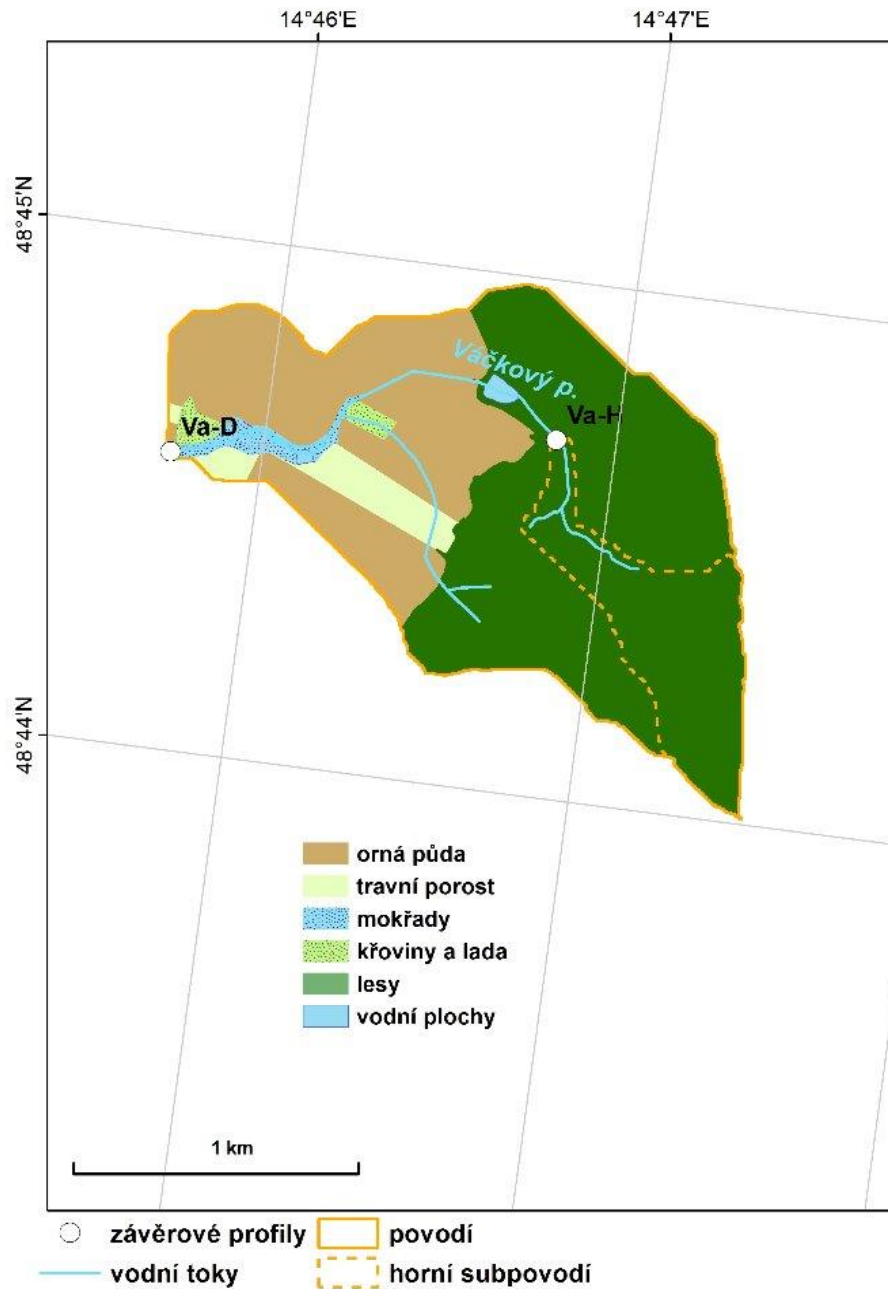 14°46'E
14°47'E
48°45'N
Váčkový p.
Va-H
Va-D
48°44'N
orná půda
travní porost
mokřady
křoviny a lada
lesy
vodní plochy
1 km
závěrové profily
povodí
vodní toky
horní subpovodí